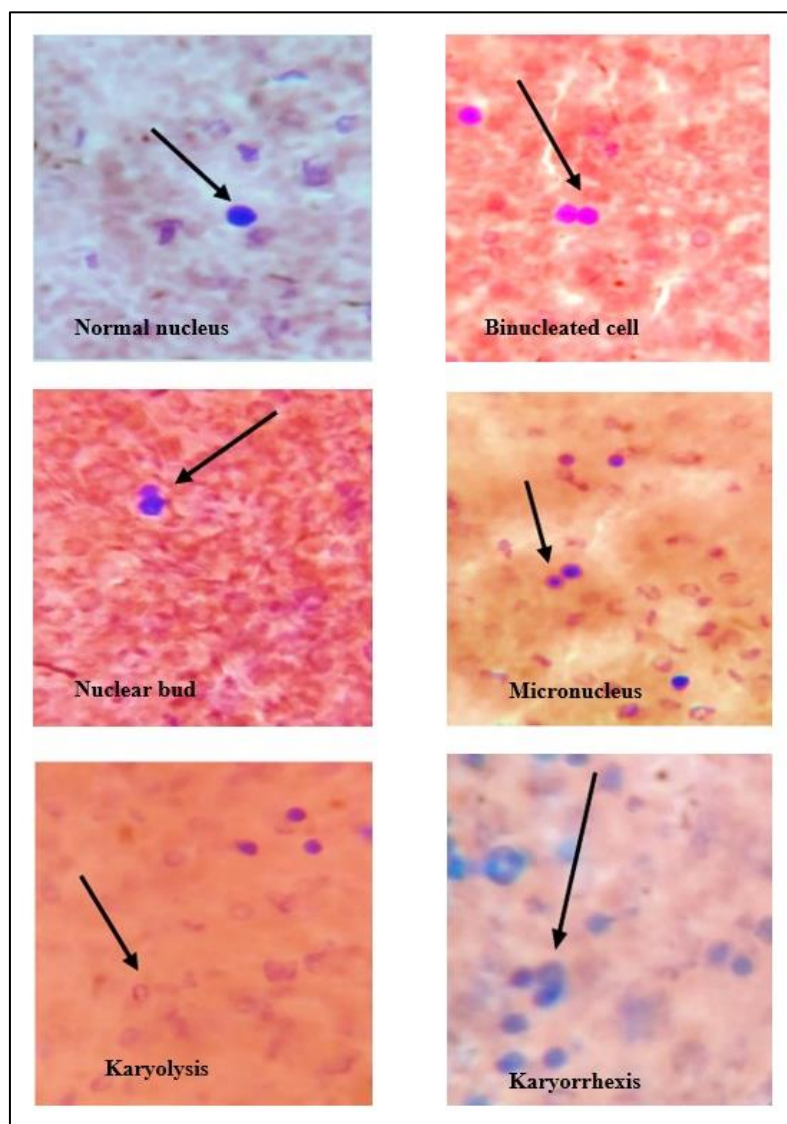 Normal nucleus
Binucleated cell
Nuclear bud
Micronucleus
Karyolysis
Karyorrhexis